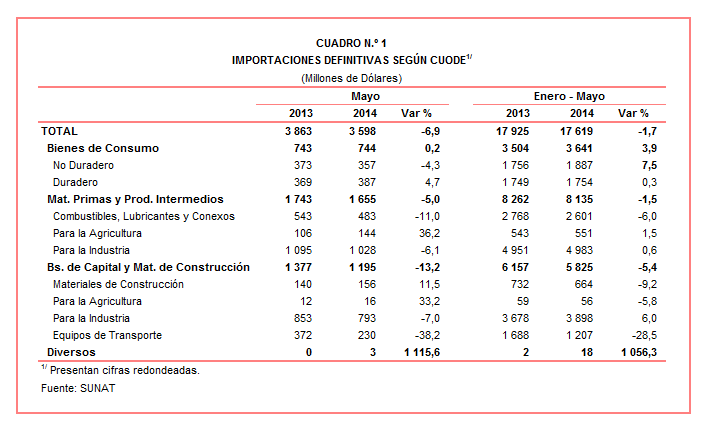 CUADRO N.º 1
IMPORTACIONES DEFINITIVAS SEGÚN CUODE1/
(Millones de Dólares)
Mayo Enero - Mayo
2013 2014 Var % 2013 2014 Var %
TOTAL 3 863 3 598 -6,9 17 925 17 619 -1,7
Bienes de Consumo 743 744 0,2 3 504 3 641 3,9
No Duradero 373 357 -4,3 1 756 1 887 7,5
Duradero 369 387 4,7 1 749 1 754 0,3
Mat. Primas y Prod. Intermedios 1 743 1 655 -5,0 8 262 8 135 -1,5
Combustibles, Lubricantes y Conexos 543 483 -11,0 2 768 2 601 -6,0
Para la Agricultura 106 144 36,2 543 551 1,5
Para la Industria 1 095 1 028 -6,1 4 951 4 983 0,6
Bs. de Capital y Mat. de Construcción 1 377 1 195 -13,2 6 157 5 825 -5,4
Materiales de Construcción 140 156 11,5 732 664 -9,2
Para la Agricultura 12 16 33,2 59 56 -5,8
Para la Industria 853 793 -7,0 3 678 3 898 6,0
Equipos de Transporte 372 230 -38,2 1 688 1 207 -28,5
Diversos 0 3 1 115,6 2 18 1 056,3
1/ Presentan cifras redondeadas.
Fuente: SUNAT